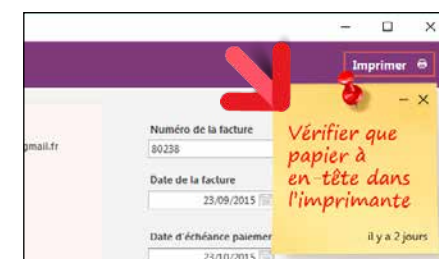 Imprimer
gmail.fr
Numéro de la facture
80238
Date de la facture
23/09/2015
Date d'échéance paiemer
23/10/2015
Vérifier que
papier à
en-tête dans
l'imprimante
il y a 2 jours